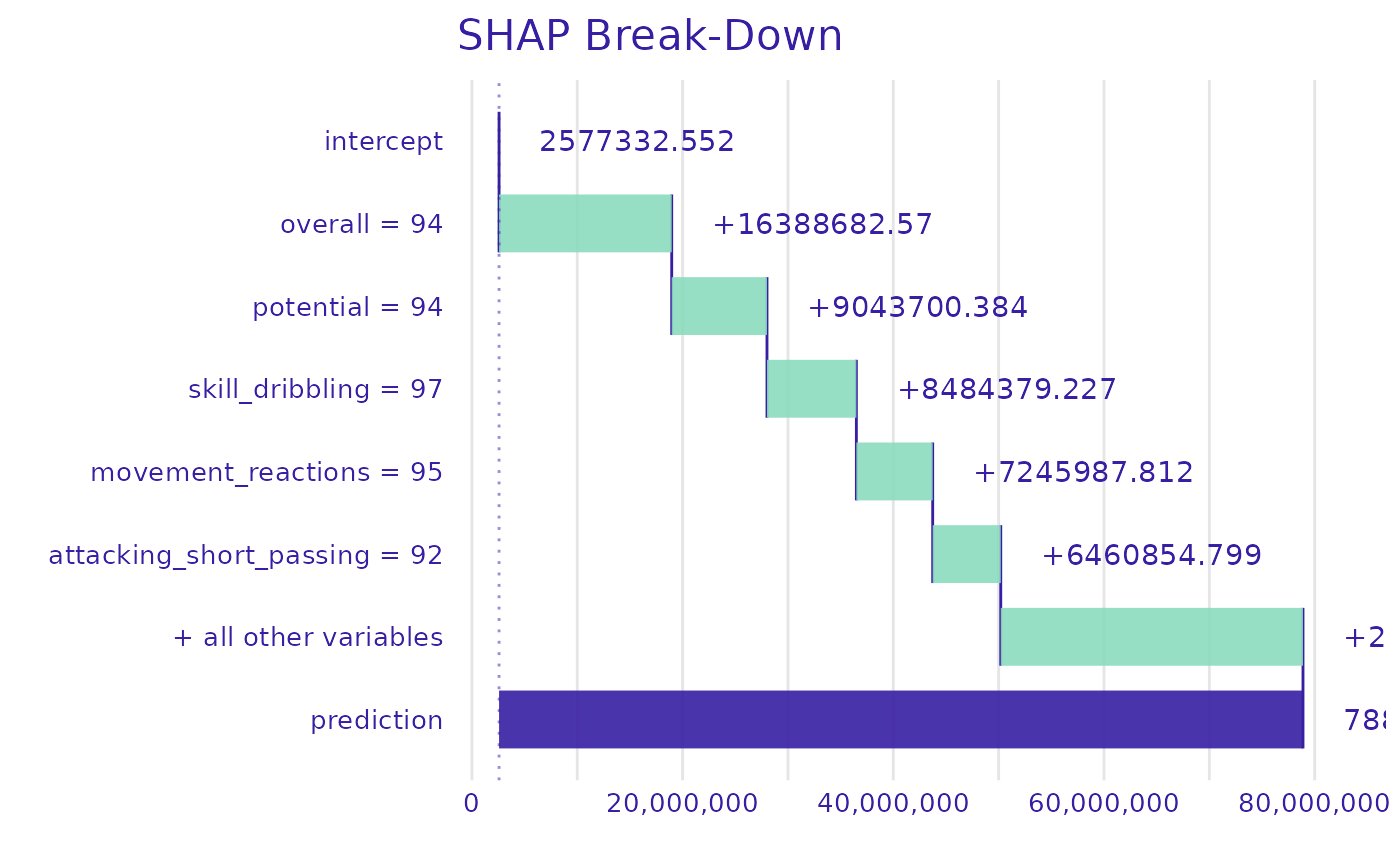 SHAP Break-Down
intercept 2577332.552
overall = 94 +16388682.57
potential = 94 +9043700.384
skill_dribbling = 97 +8484379.227
movement_reactions = 95 +7245987.812
attacking_short_passing = 92 +6460854.799
+ all other variables +2
prediction 788
0 20,000,000 40,000,000 60,000,000 80,000,000